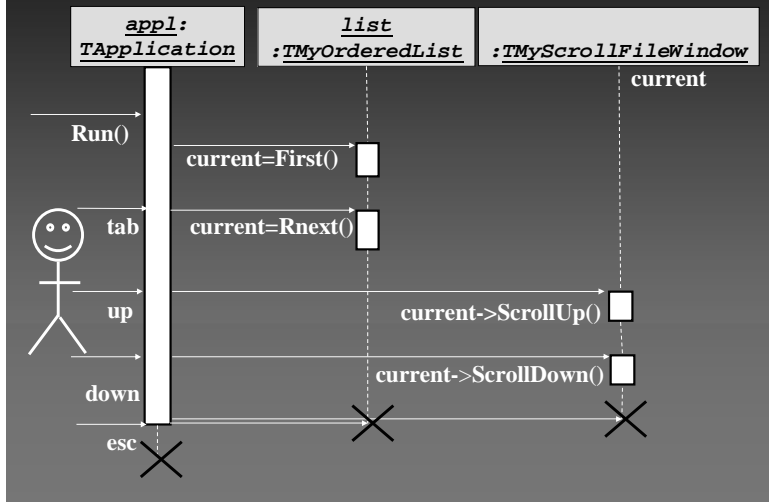 appl:
TApplication
list
:TMyOrderedList
:TMyScrollFileWindow
current
Run()
current=First()
tab
current=Rnext()
up
current->ScrollUp()
down
current->ScrollDown()
esc